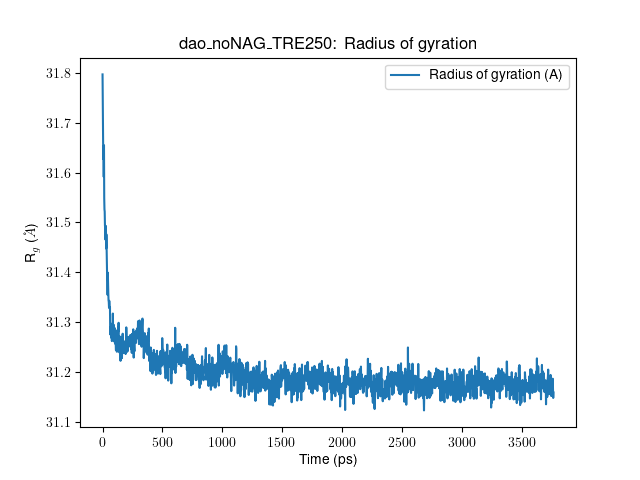 dao_noNAG_TRE250: Radius of gyration
Radius of gyration (A)
31.8
31.7
31.6
31.5
31.4
31.3
31.2
31.1
R_g (Å)
0 500 1000 1500 2000 2500 3000 3500
Time (ps)